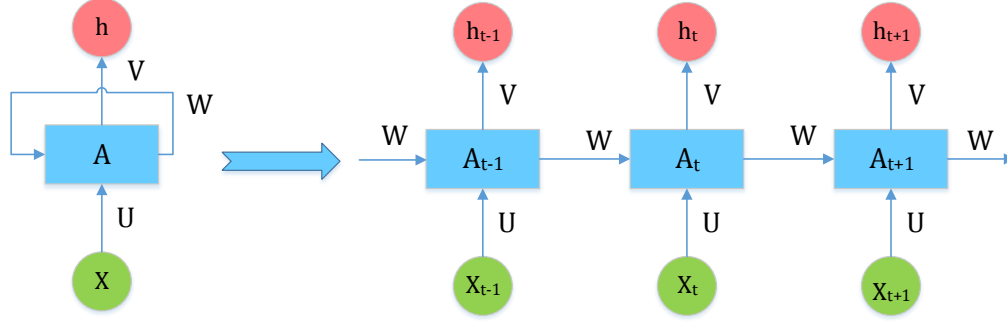 h h_{t-1} h_t h_{t+1}
V V V V
W
A W A_{t-1} W A_t W A_{t+1} W
U U U U
X X_{t-1} X_t X_{t+1}